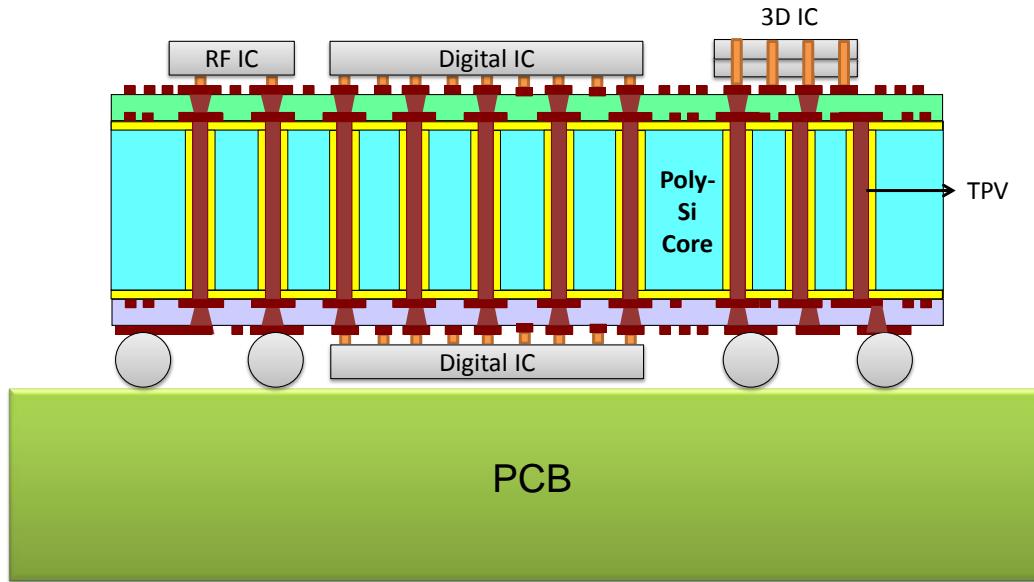 3D IC
RF IC
Digital IC
Poly-
Si
Core
TPV
Digital IC
PCB